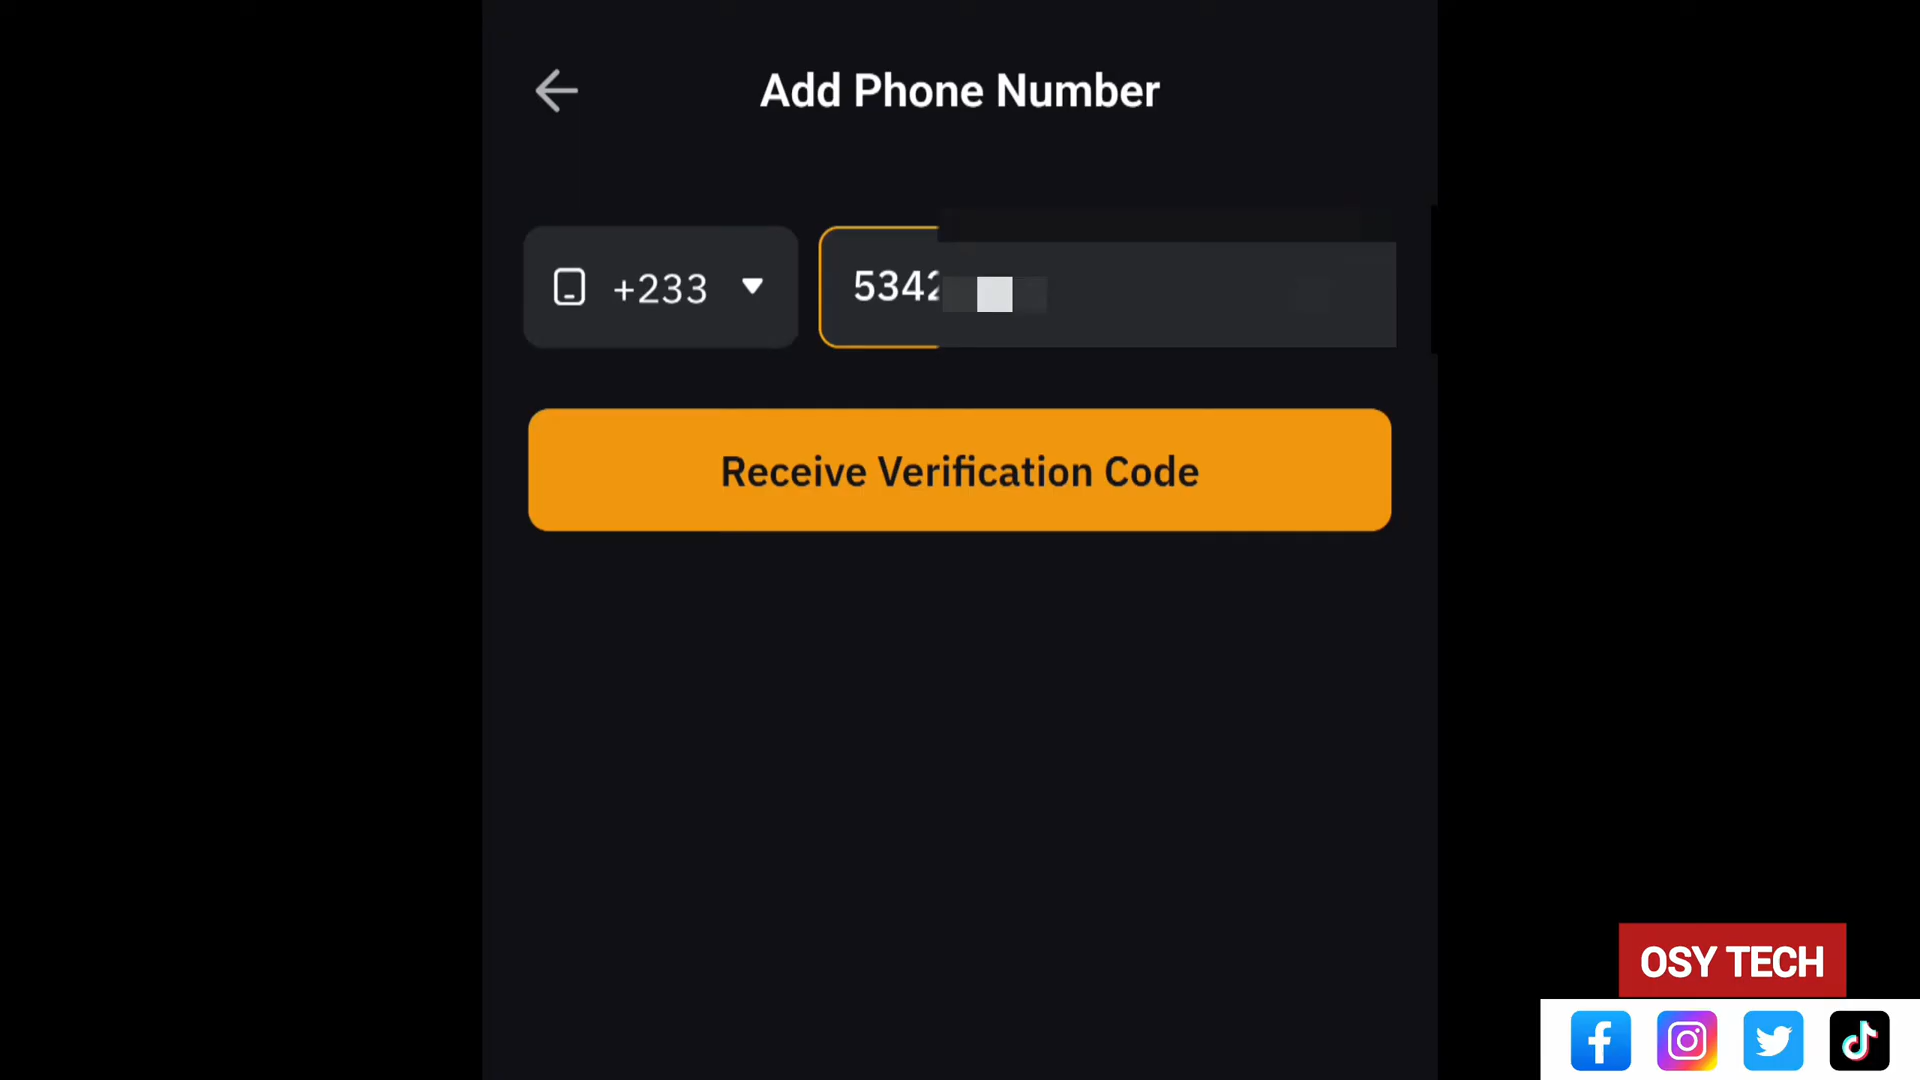 Add Phone Number
+233
5342
Receive Verification Code
OSY TECH